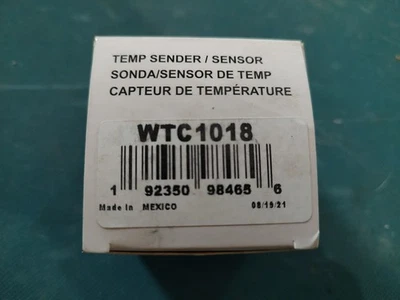 TEMP SENDER / SENSOR
SONDA/SENSOR DE TEMP
CAPTEUR DE TEMPÉRATURE
WTC1018
1 92350 98465 6
Made In MEXICO 08/19/21